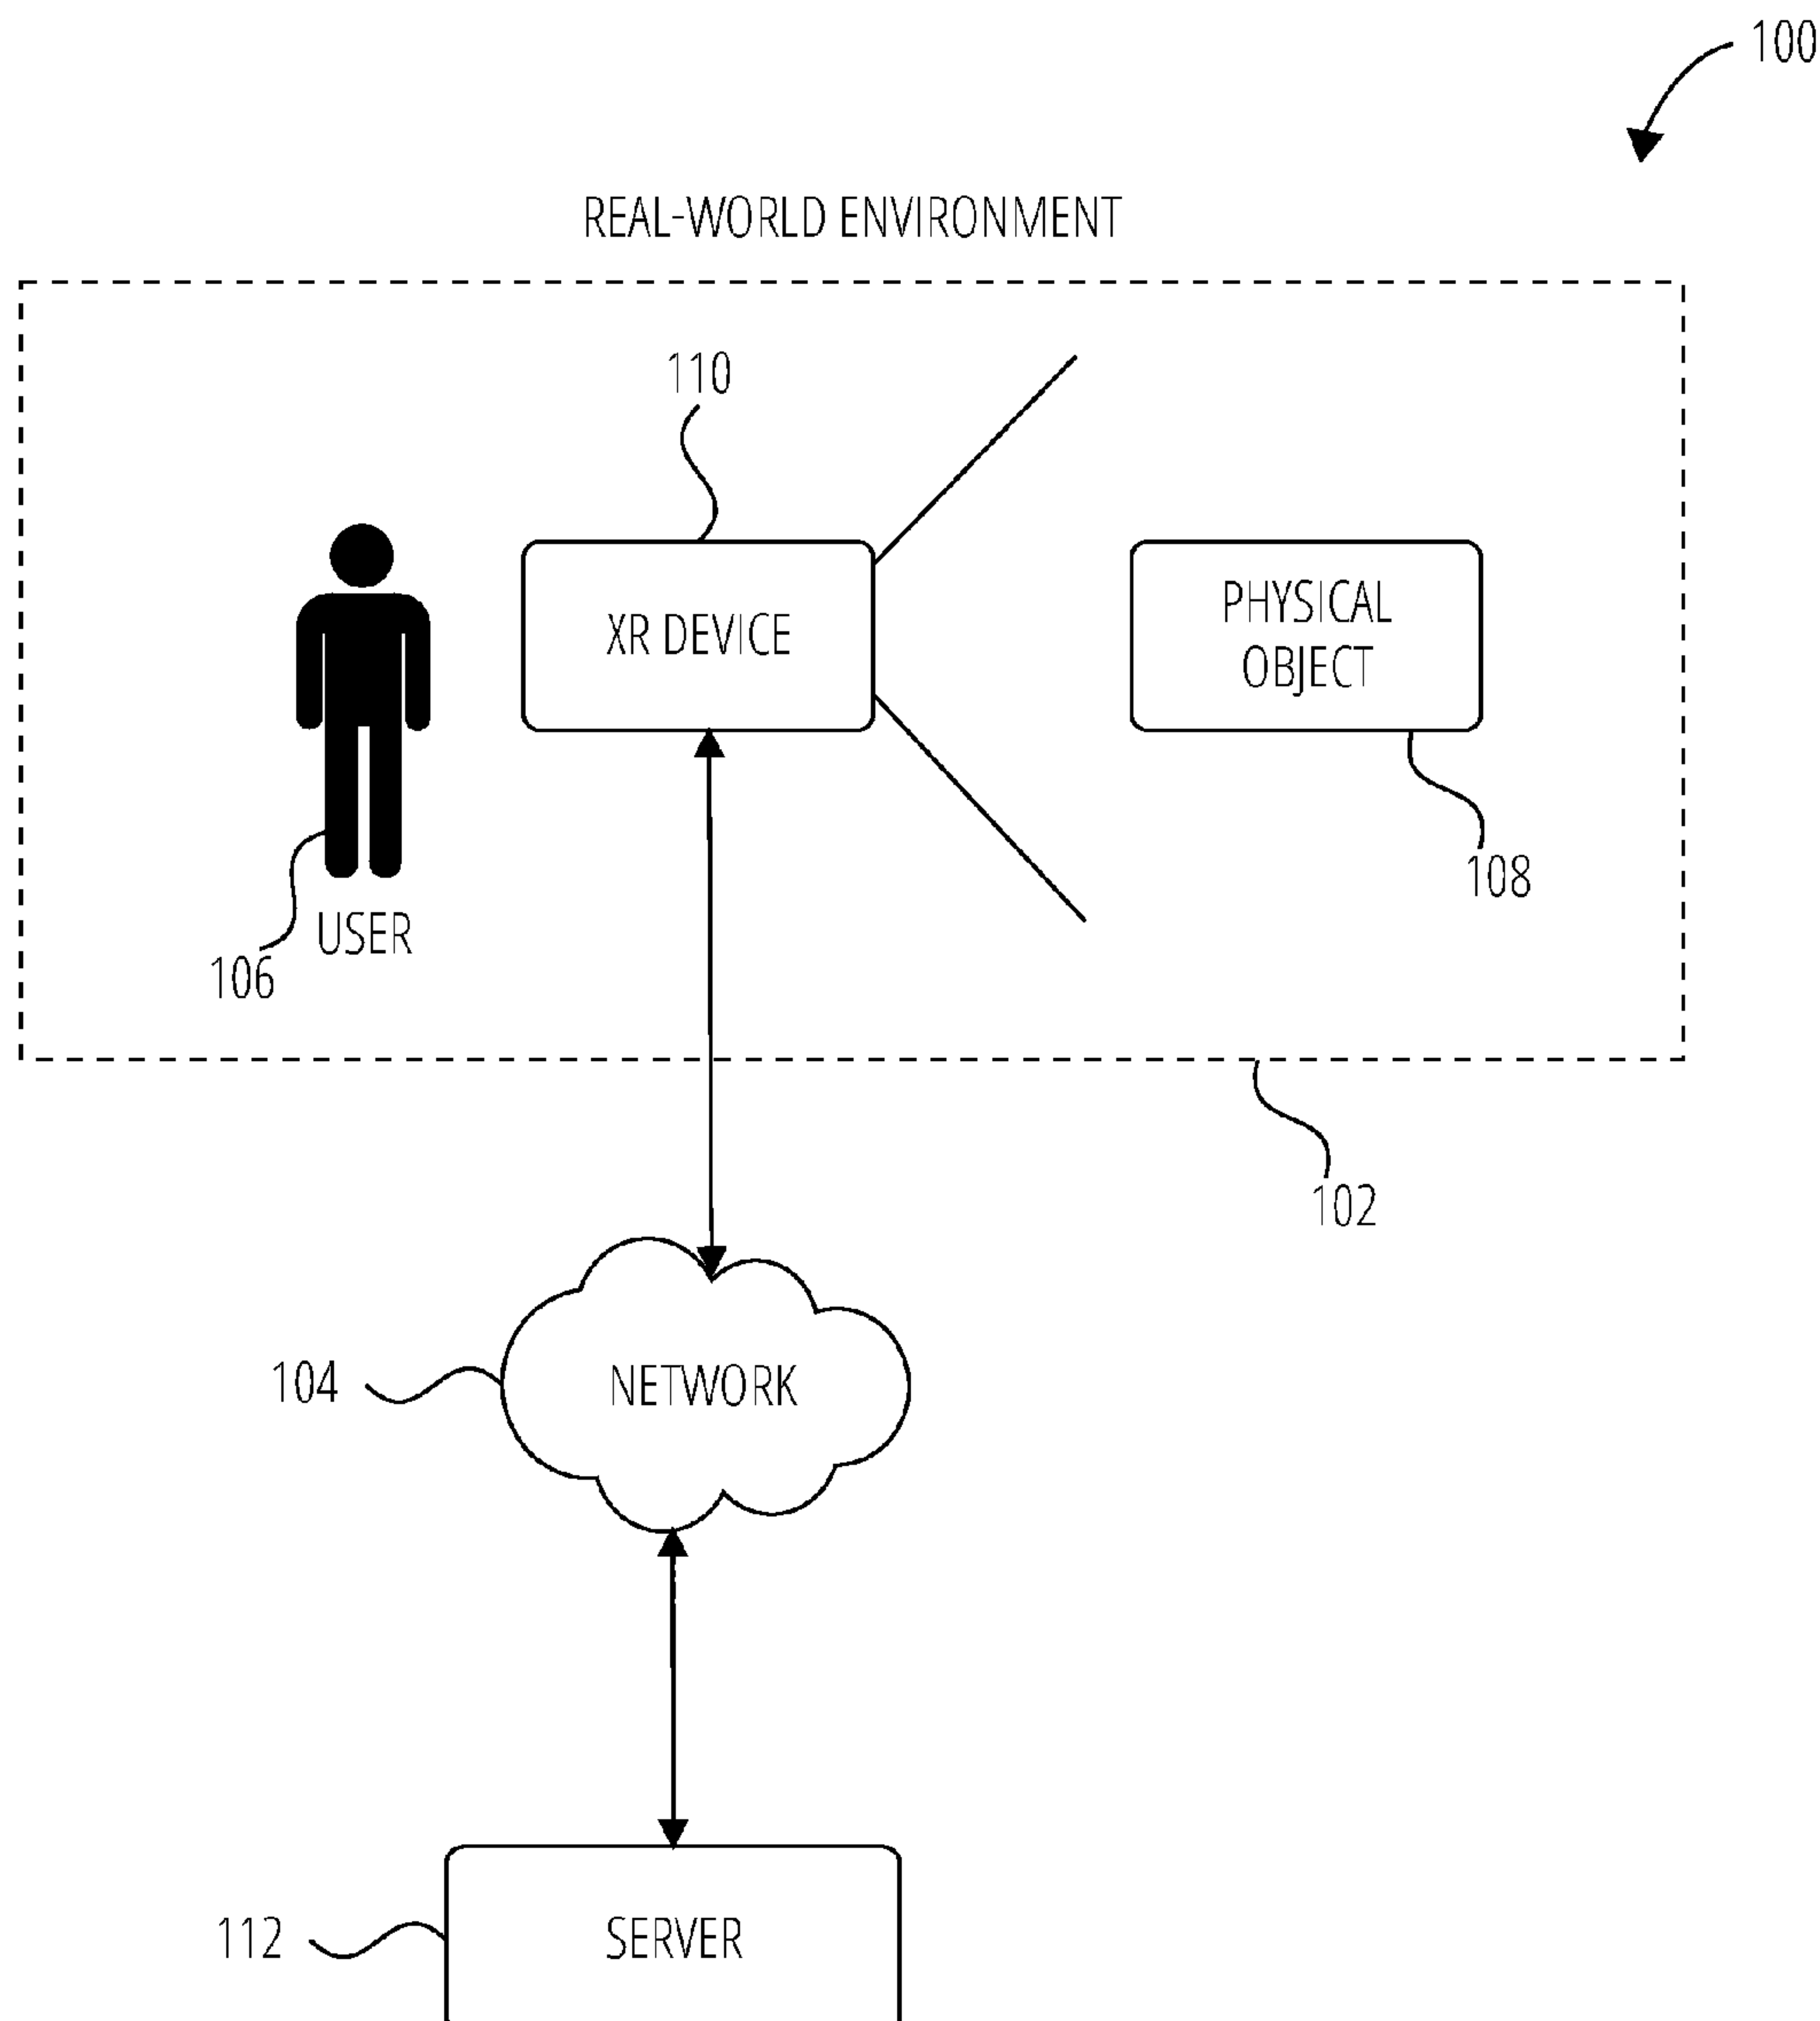 100
REAL-WORLD ENVIRONMENT
110
XR DEVICE
PHYSICAL
OBJECT
108
USER
106
102
104
NETWORK
112
SERVER